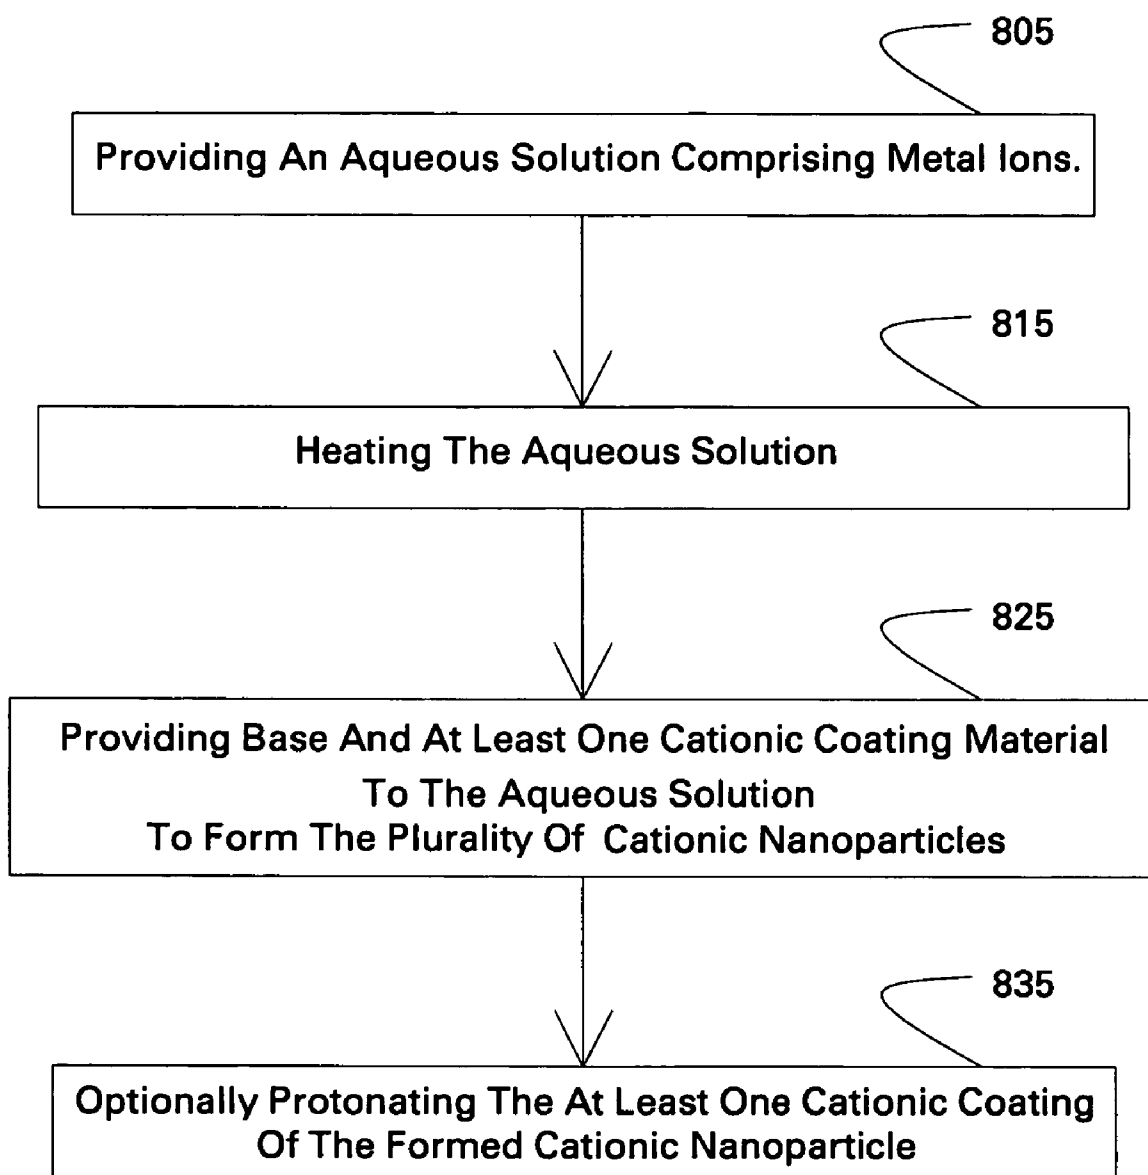 805
Providing An Aqueous Solution Comprising Metal Ions.
815
Heating The Aqueous Solution
825
Providing Base And At Least One Cationic Coating Material
To The Aqueous Solution
To Form The Plurality Of Cationic Nanoparticles
835
Optionally Protonating The At Least One Cationic Coating
Of The Formed Cationic Nanoparticle